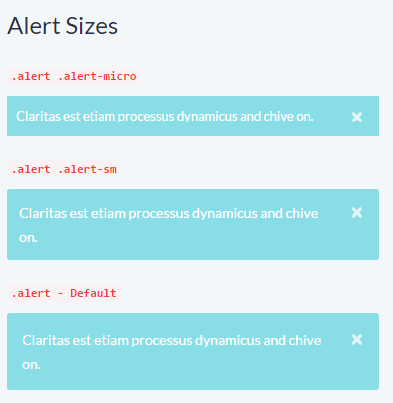 Alert Sizes
.alert .alert-micro
Claritas est etiam processus dynamicus and chive on.
×
.alert .alert-sm
Claritas est etiam processus dynamicus and chive
×
on.
.alert - Default
Claritas est etiam processus dynamicus and chive
×
on.